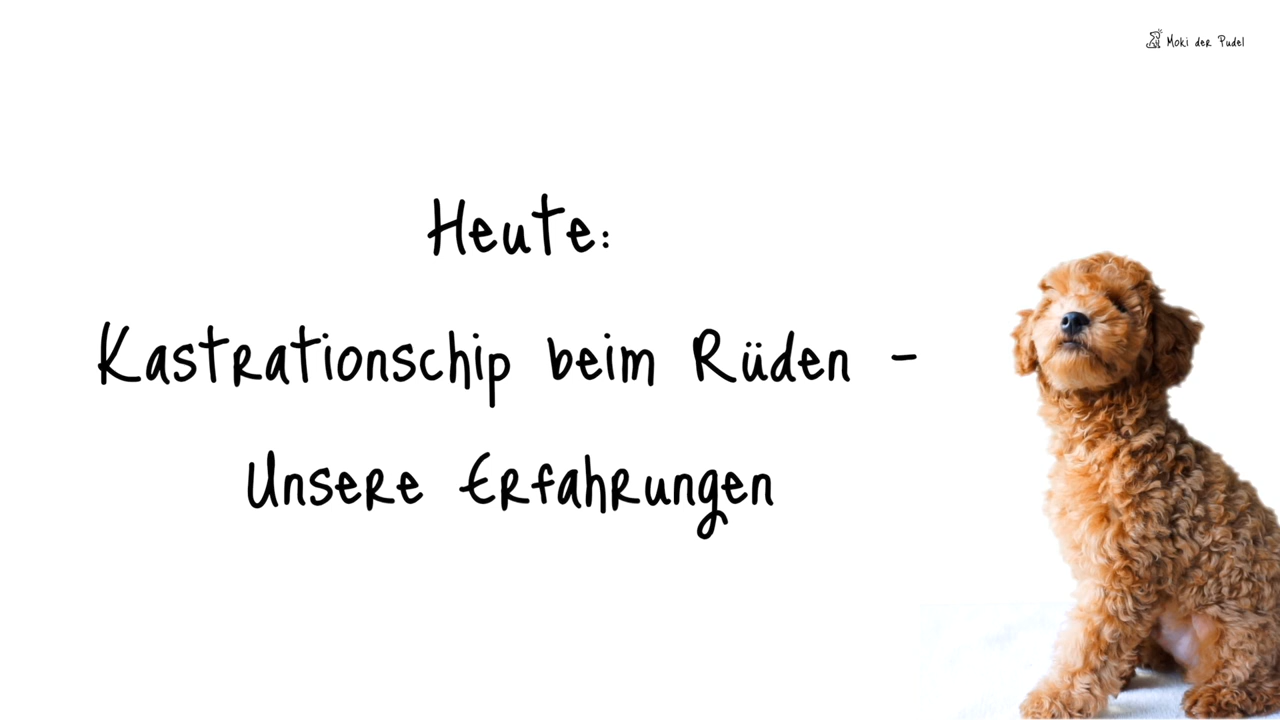 Moki der Pudel
Heute:
Kastrationschip beim Rüden -
Unsere Erfahrungen